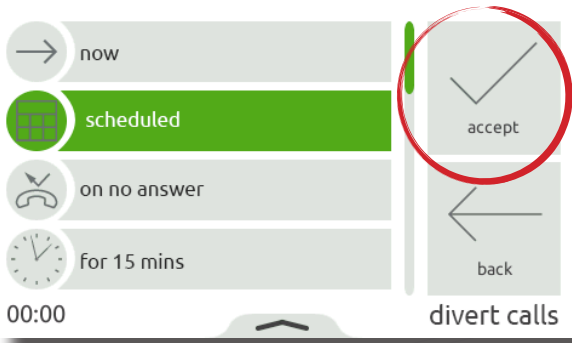 now
scheduled
on no answer
for 15 mins
accept
back
00:00
divert calls